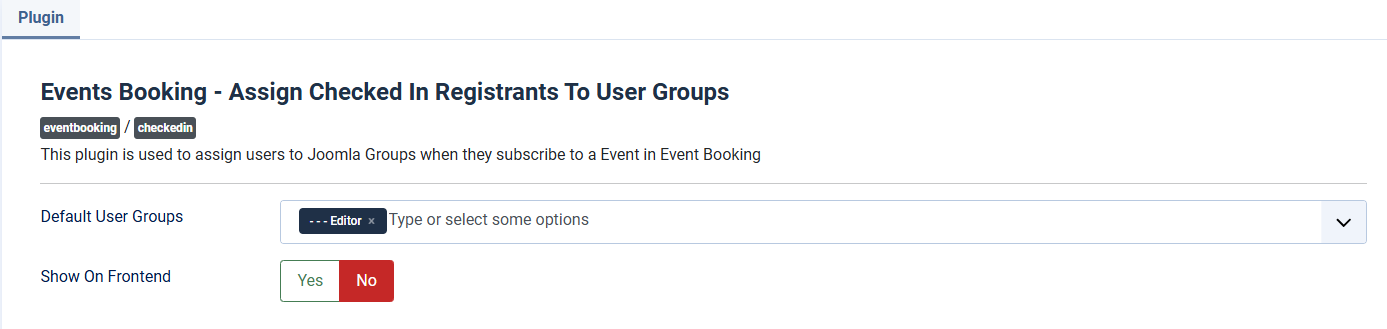 Plugin
Events Booking - Assign Checked In Registrants To User Groups
eventbooking / checkedin
This plugin is used to assign users to Joomla Groups when they subscribe to a Event in Event Booking
Default User Groups
- - - Editor × Type or select some options
Show On Frontend
Yes No